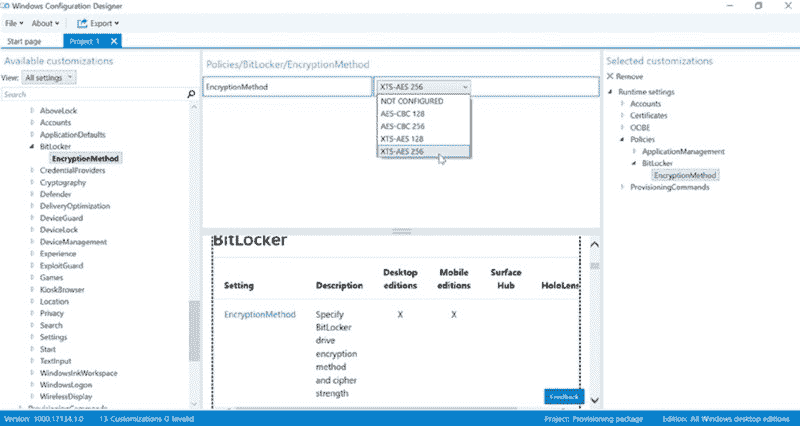 Windows Configuration Designer
File About Export
Start page Project 1 ×
Available customizations
View: All settings
Search
AboveLock
Accounts
ApplicationDefaults
BitLocker
EncryptionMethod
CredentialProviders
Cryptography
Defender
DeliveryOptimization
DeviceGuard
DeviceLock
DeviceManagement
Experience
ExploitGuard
Games
KioskBrowser
Location
Privacy
Search
Settings
Start
TextInput
WindowsInkWorkspace
WindowsLogon
WirelessDisplay
ProvisioningCommands
Policies/BitLocker/EncryptionMethod
EncryptionMethod XTS-AES 256
NOT CONFIGURED
AES-CBC 128
AES-CBC 256
XTS-AES 128
XTS-AES 256
BitLocker
Setting Description Desktop editions Mobile editions Surface Hub HoloLens
EncryptionMethod Specify X X
BitLocker
drive
encryption
method
and cipher
strength
Feedback
Selected customizations
Remove
Runtime settings
Accounts
Certificates
OOBE
Policies
ApplicationManagement
BitLocker
EncryptionMethod
ProvisioningCommands
Version: 10.0.17134.1.0 13 Customizations 0 Invalid Project: Provisioning package Edition: All Windows desktop editions